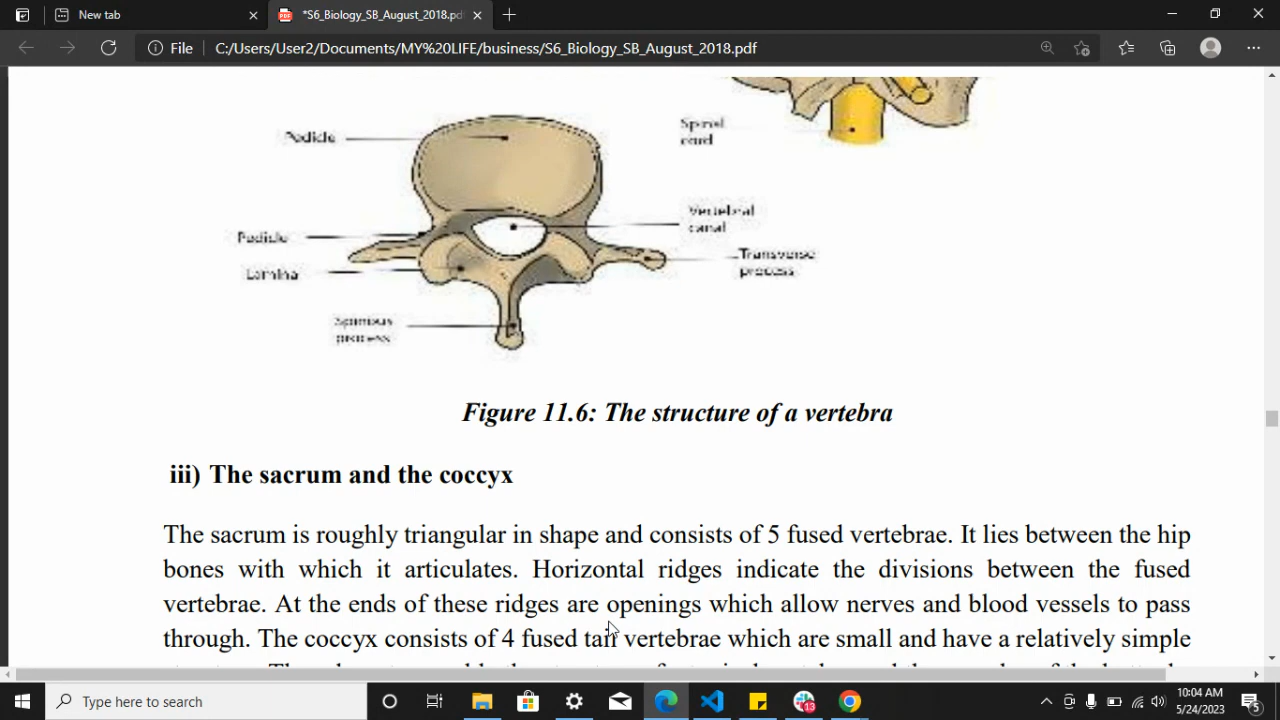 New tab
*S6_Biology_SB_August_2018.pd
File
C:/Users/User2/Documents/MY%20LIFE/business/S6_Biology_SB_August_2018.pdf
Pedicle
Spinal
cord
Vertebral
canal
Pedicle
Lamina
Transverse
process
Spinous
process
Figure 11.6: The structure of a vertebra
iii) The sacrum and the coccyx
The sacrum is roughly triangular in shape and consists of 5 fused vertebrae. It lies between the hip
bones with which it articulates. Horizontal ridges indicate the divisions between the fused
vertebrae. At the ends of these ridges are openings which allow nerves and blood vessels to pass
through. The coccyx consists of 4 fused tail vertebrae which are small and have a relatively simple
Type here to search
13
10:04 AM
5/24/2023
5